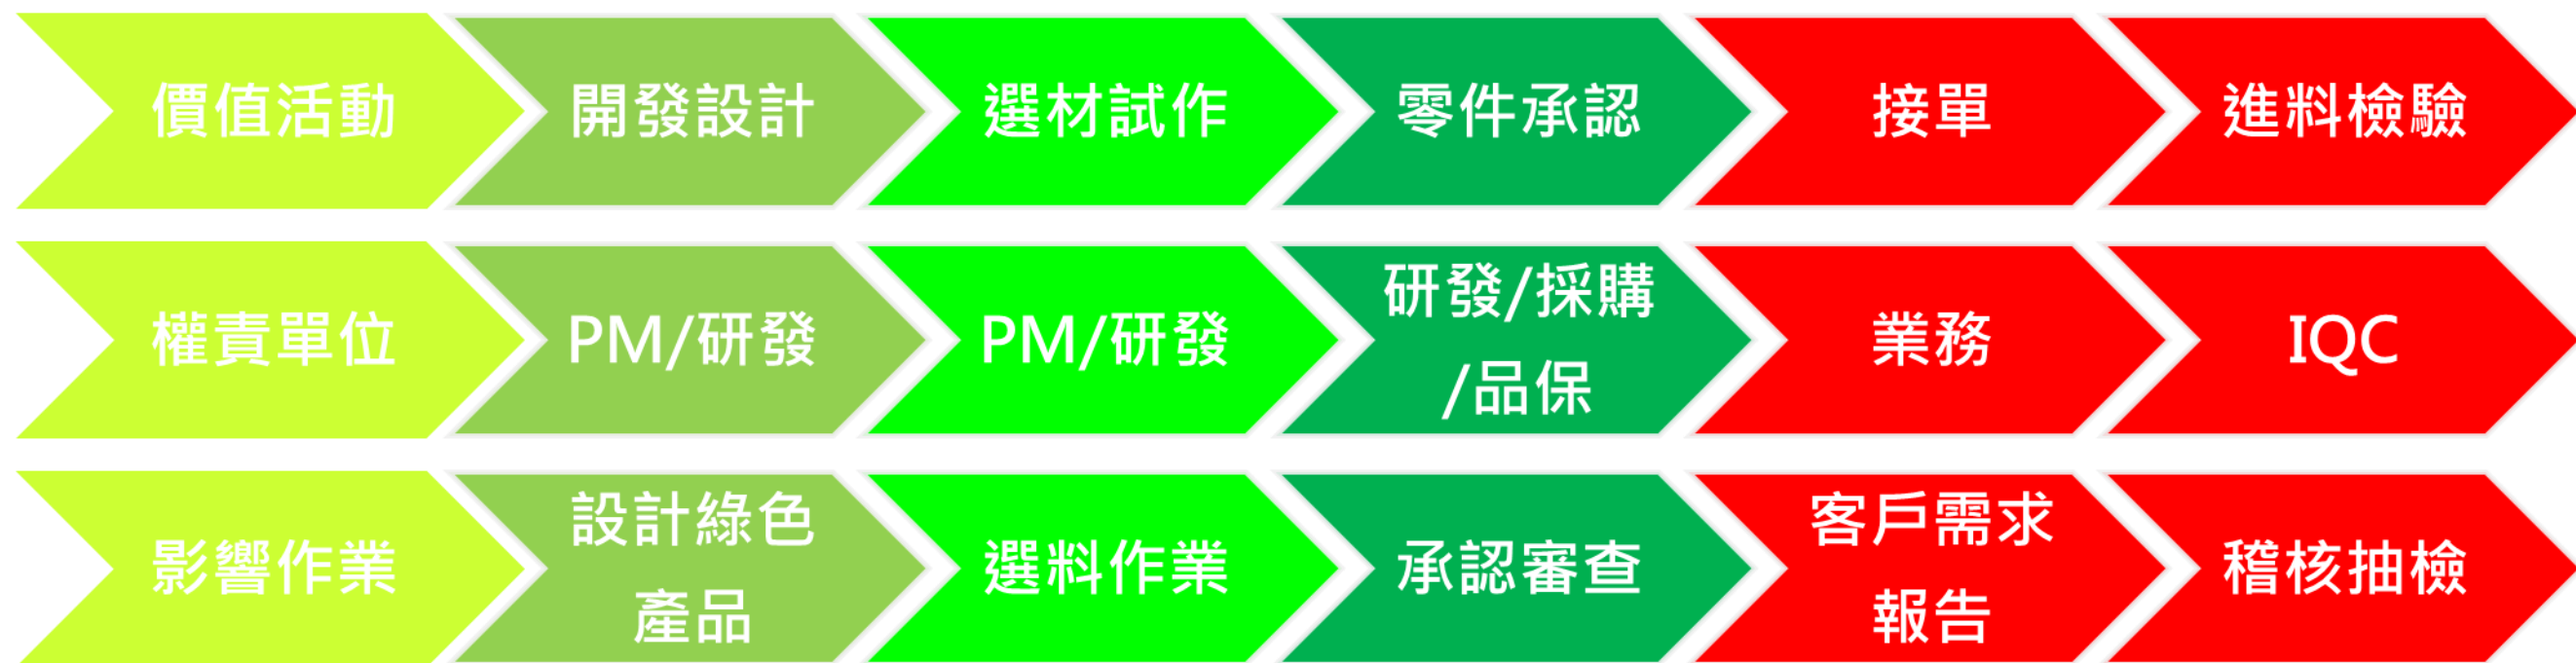 價值活動
開發設計
選材試作
零件承認
接單
進料檢驗
權責單位
PM/研發
PM/研發
研發/採購
/品保
業務
IQC
影響作業
設計綠色
產品
選料作業
承認審查
客戶需求
報告
稽核抽檢